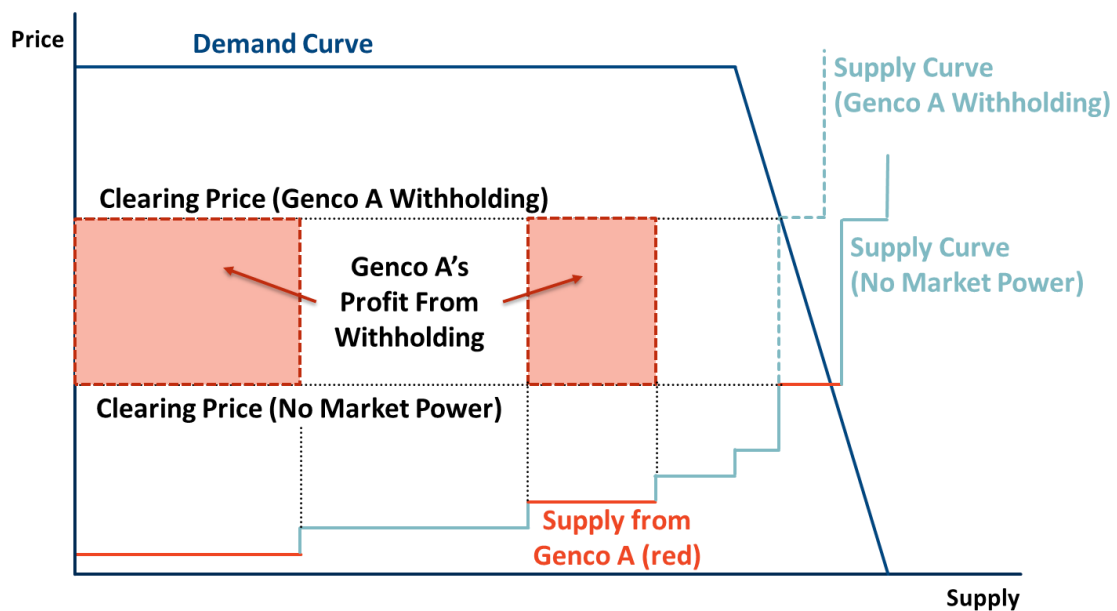 Price
Demand Curve
Supply Curve
(Genco A Withholding)
Clearing Price (Genco A Withholding)
Supply Curve
(No Market Power)
Genco A's
Profit From
Withholding
Clearing Price (No Market Power)
Supply from
Genco A (red)
Supply